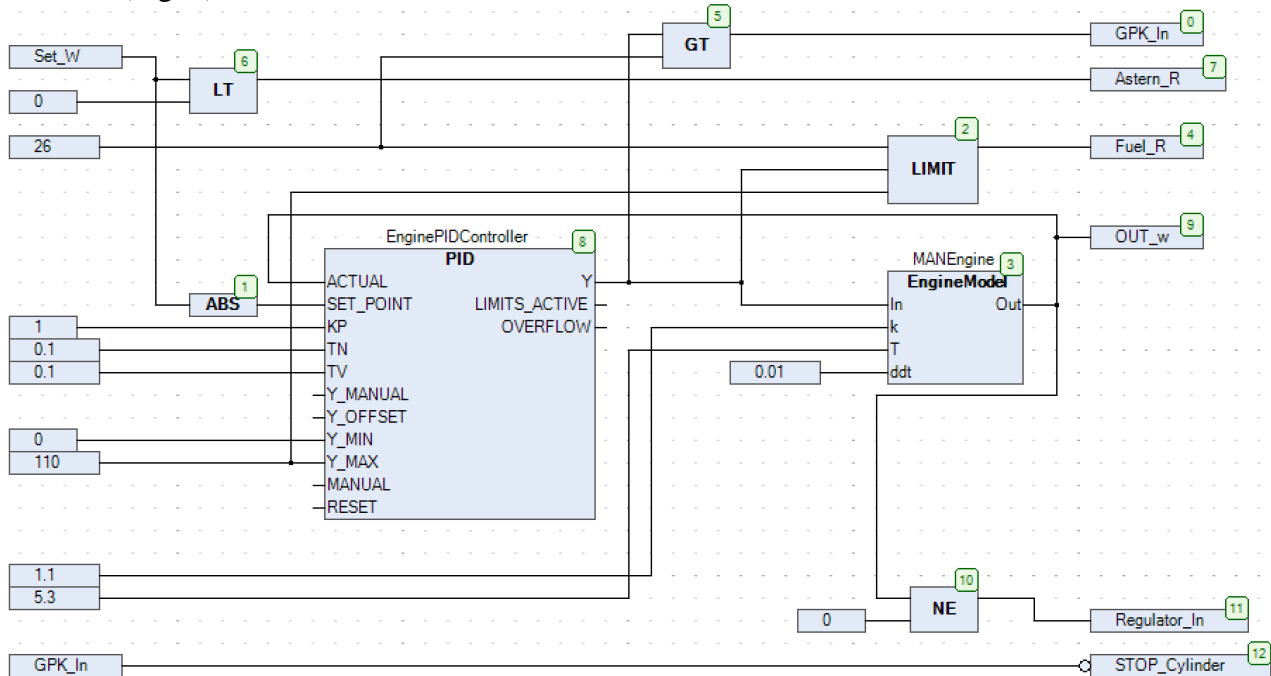 5
GT
GPK_In 0
Set_W
6
LT
Astern_R 7
0
26
2
LIMIT
Fuel_R 4
EnginePIDController 8
PID
ACTUAL Y
SET_POINT LIMITS_ACTIVE
KP OVERFLOW
TN
TV
Y_MANUAL
Y_OFFSET
Y_MIN
Y_MAX
MANUAL
RESET
1
ABS
1
0.1
0.1
0
110
MANEngine 3
EngineModel
In Out
k
T
ddt
0.01
OUT_w 9
1.1
5.3
10
NE
0
Regulator_In 11
GPK_In
STOP_Cylinder 12